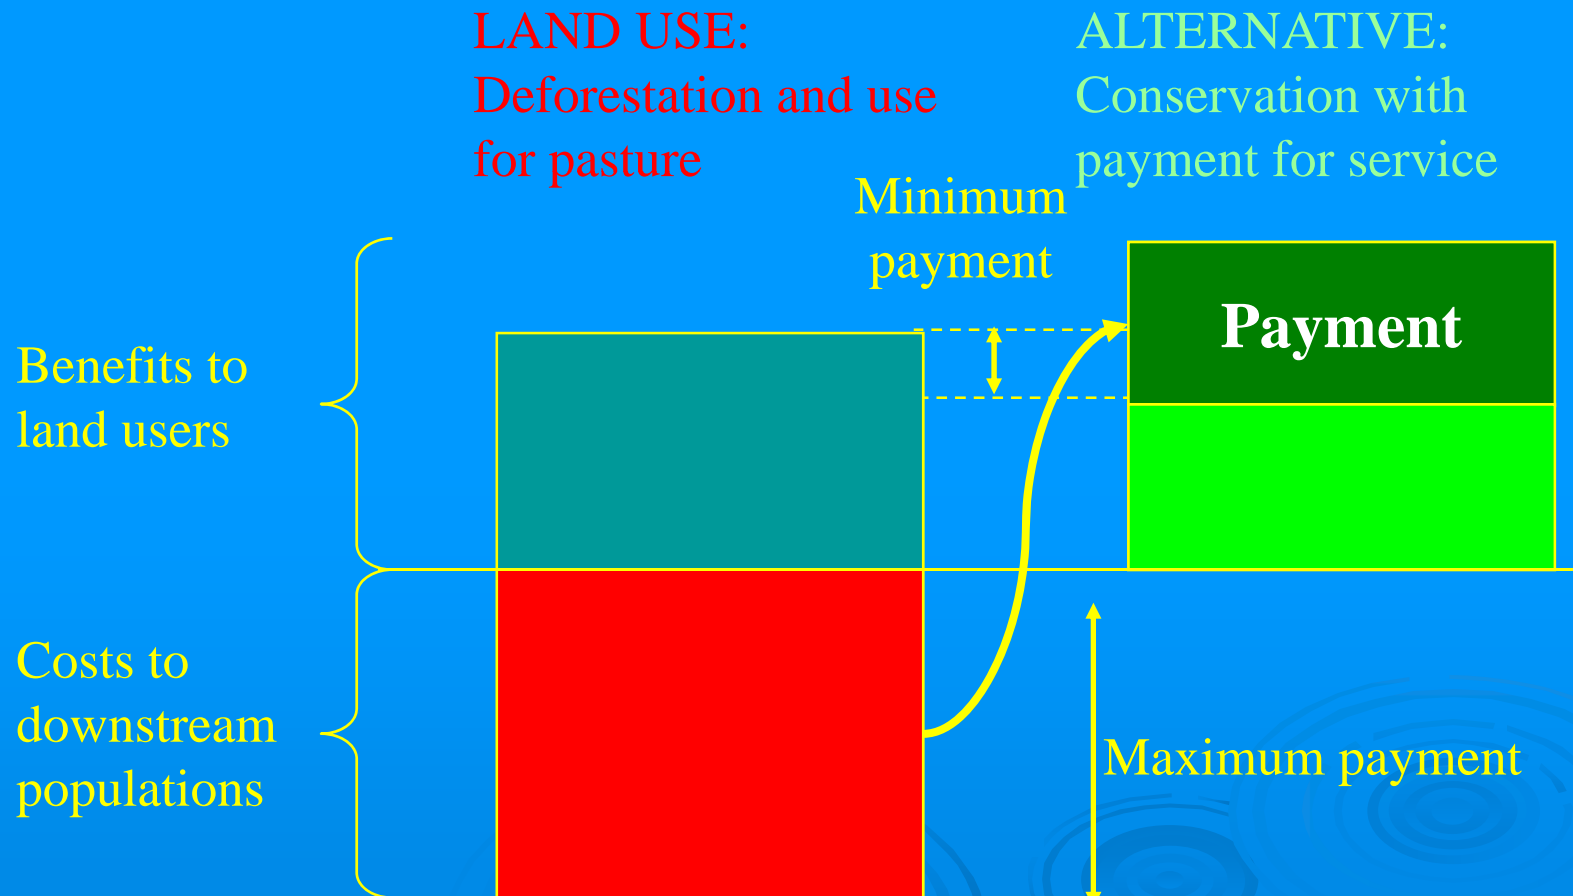 LAND USE:
Deforestation and use
for pasture
ALTERNATIVE:
Conservation with
payment for service
Minimum
payment
Payment
Benefits to
land users
Costs to
downstream
populations
Maximum payment